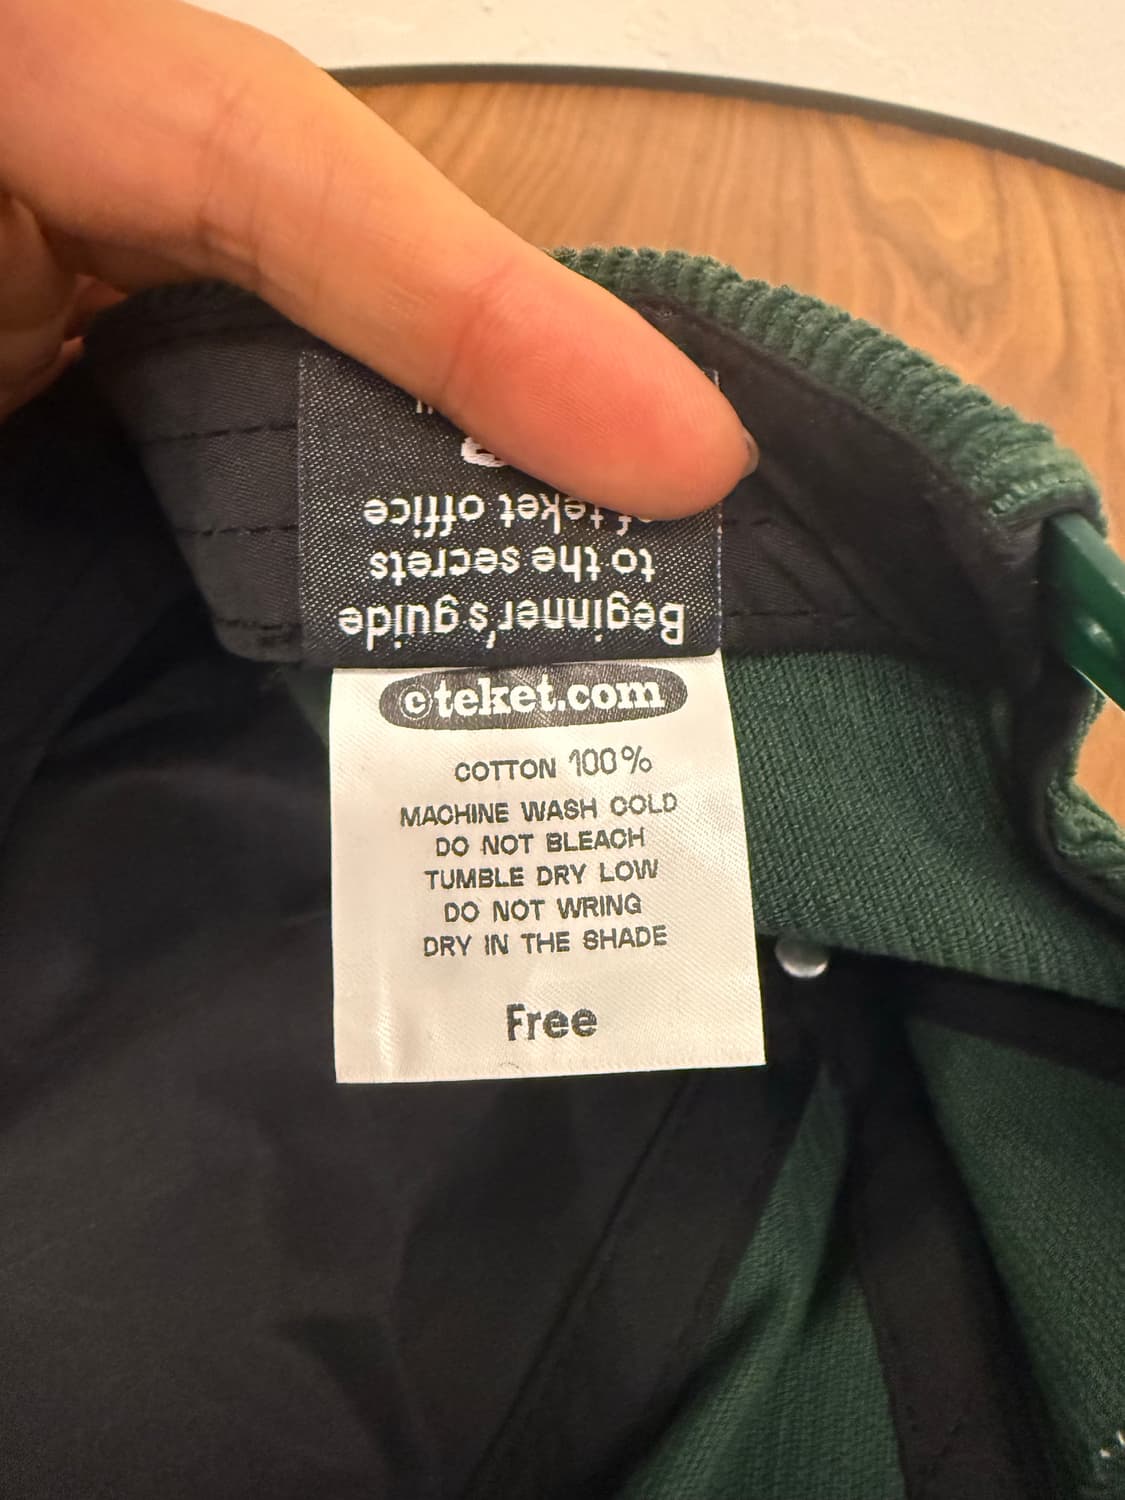 Beginner's guide
to the secrets
of teket office
©teket.com
COTTON 100%
MACHINE WASH COLD
DO NOT BLEACH
TUMBLE DRY LOW
DO NOT WRING
DRY IN THE SHADE
Free